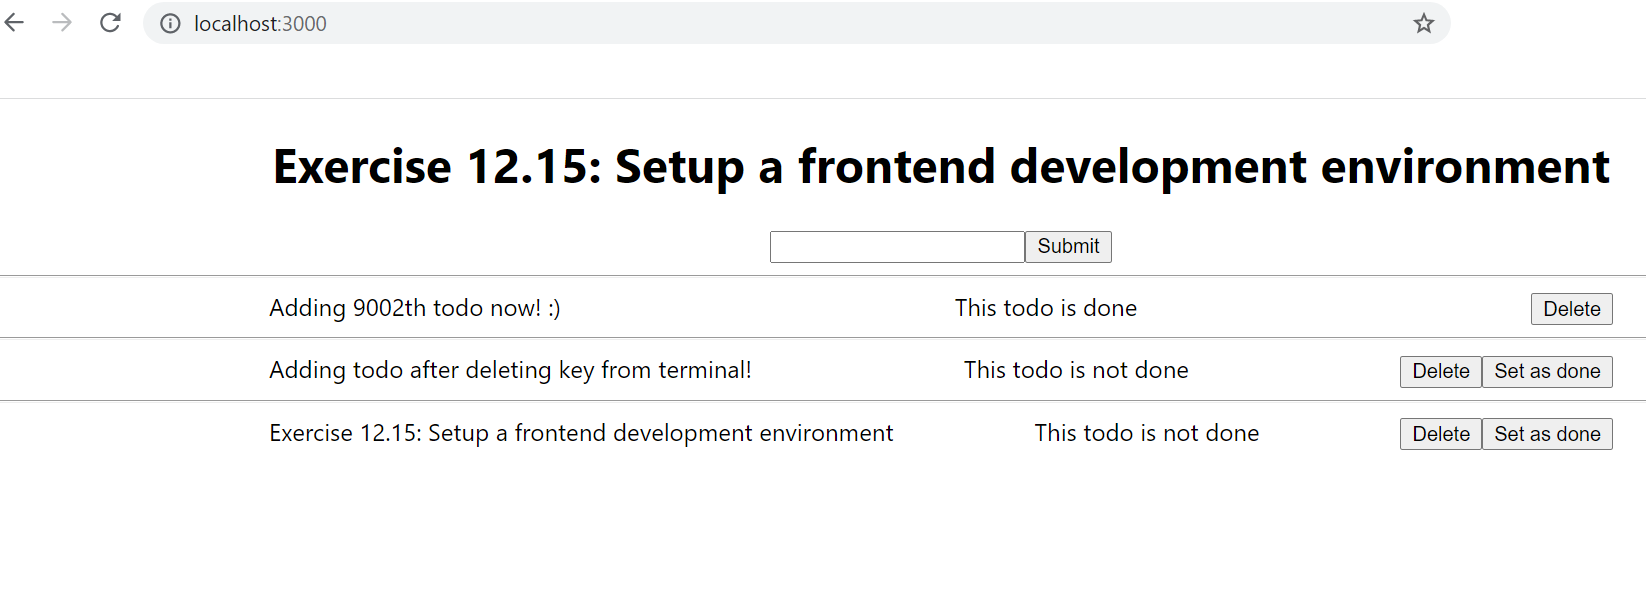 localhost:3000
Exercise 12.15: Setup a frontend development environment
Submit
Adding 9002th todo now! :) This todo is done Delete
Adding todo after deleting key from terminal! This todo is not done Delete Set as done
Exercise 12.15: Setup a frontend development environment This todo is not done Delete Set as done